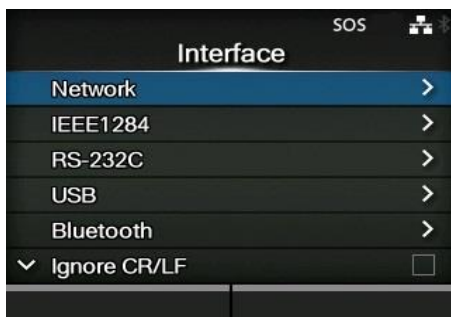 SOS
Interface
Network
IEEE1284
RS-232C
USB
Bluetooth
Ignore CR/LF